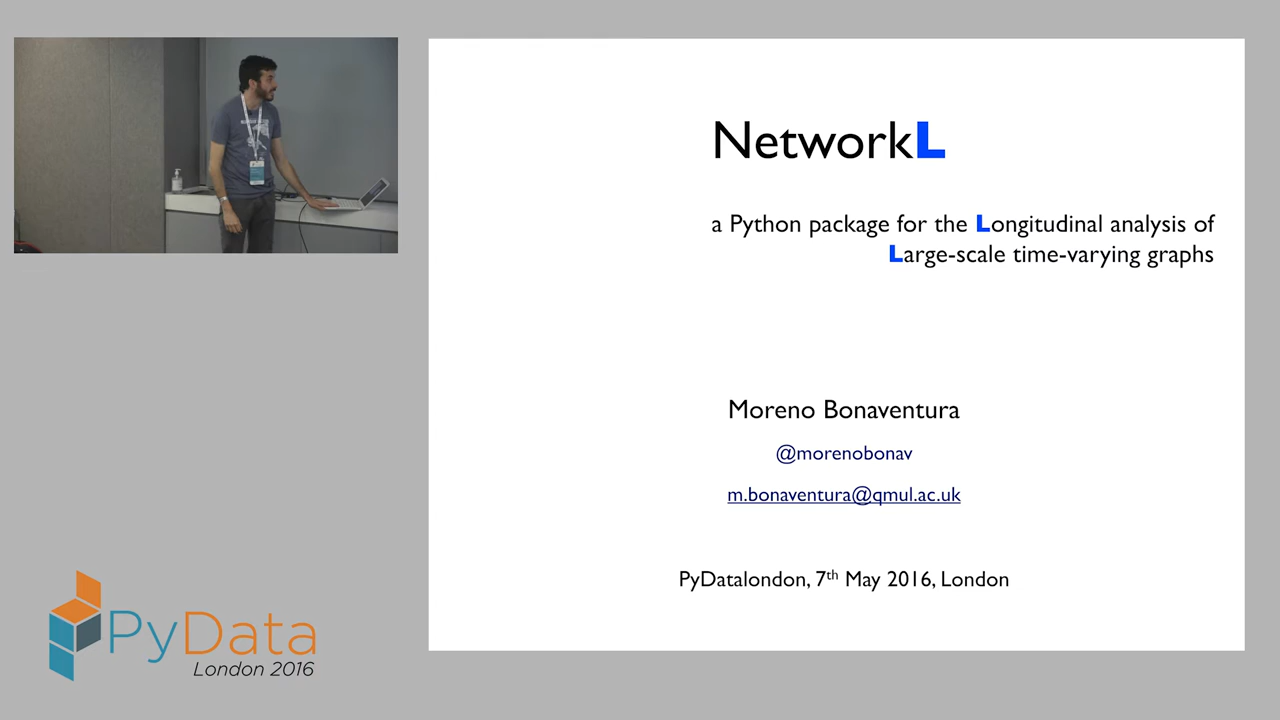 NetworkL
a Python package for the Longitudinal analysis of
Large-scale time-varying graphs
Moreno Bonaventura
@morenobonav
m.bonaventura@qmul.ac.uk
PyDatalondon, 7th May 2016, London
PyData
London 2016